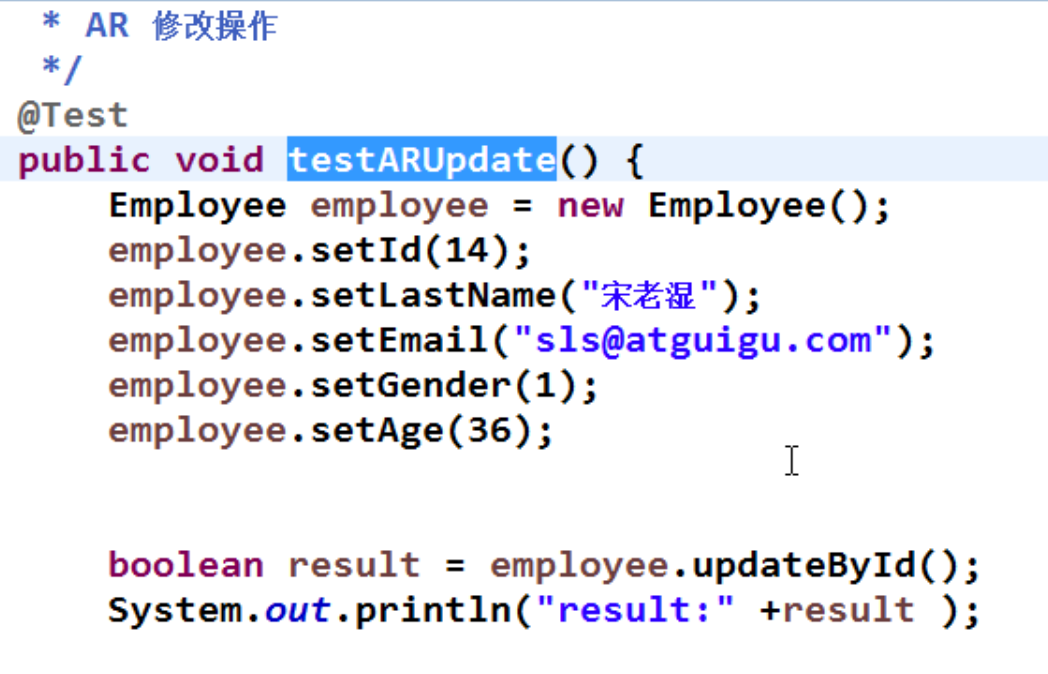 * AR 修改操作
*/
@Test
public void testARUpdate() {
Employee employee = new Employee();
employee.setId(14);
employee.setLastName("宋老湿");
employee.setEmail("sls@atguigu.com");
employee.setGender(1);
employee.setAge(36);
boolean result = employee.updateById();
System.out.println("result:" +result );